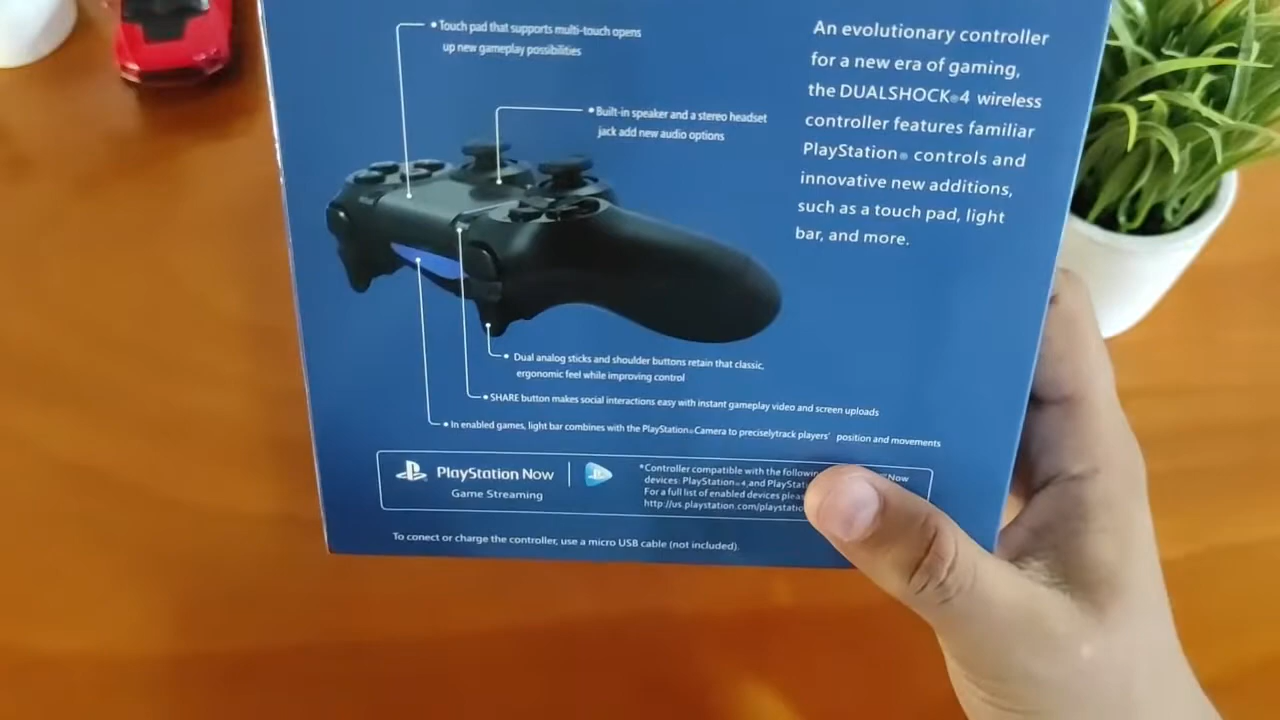 • Touch pad that supports multi-touch opens
up new gameplay possibilities
• Built-in speaker and a stereo headset
jack add new audio options
An evolutionary controller
for a new era of gaming,
the DUALSHOCK®4 wireless
controller features familiar
PlayStation® controls and
innovative new additions,
such as a touch pad, light
bar, and more.
• Dual analog sticks and shoulder buttons retain that classic,
ergonomic feel while improving control
• SHARE button makes social interactions easy with instant gameplay video and screen uploads
• In enabled games, light bar combines with the PlayStation®Camera to preciselytrack players' position and movements
PlayStation Now
Game Streaming
*Controller compatible with the Now
devices: PlayStation®4,and
For a full list of enabled devices
http://us.playstation.com/
To conect or charge the controller, use a micro USB cable (not included).